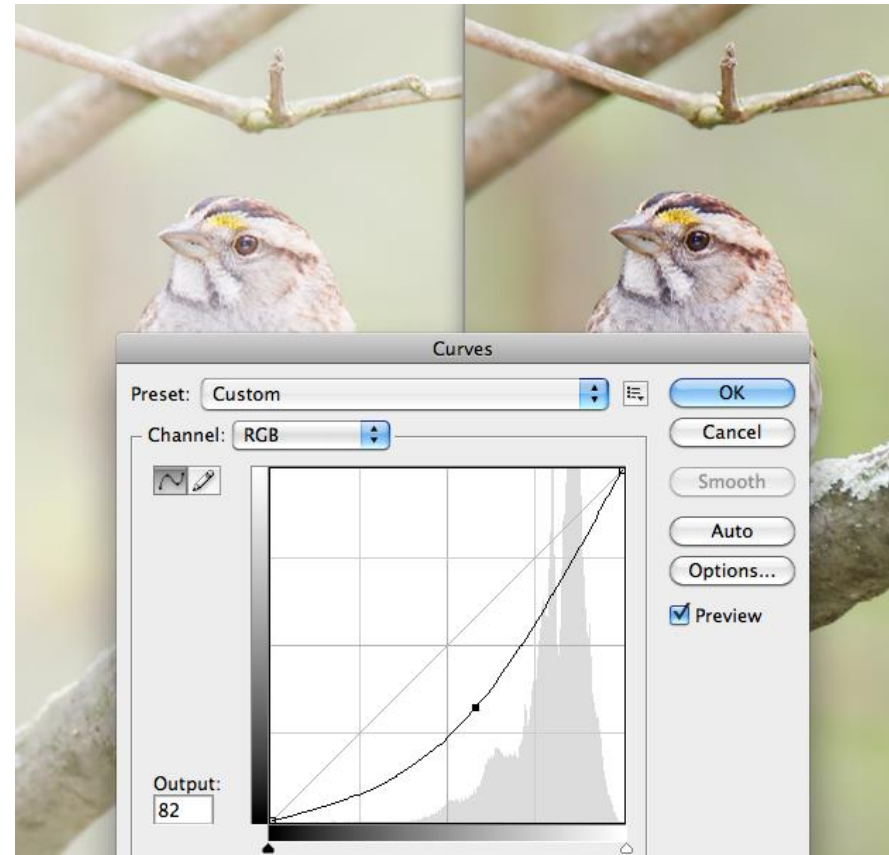 Curves
Preset: Custom
OK
Channel: RGB
Cancel
Smooth
Auto
Options...
Preview
Output:
82